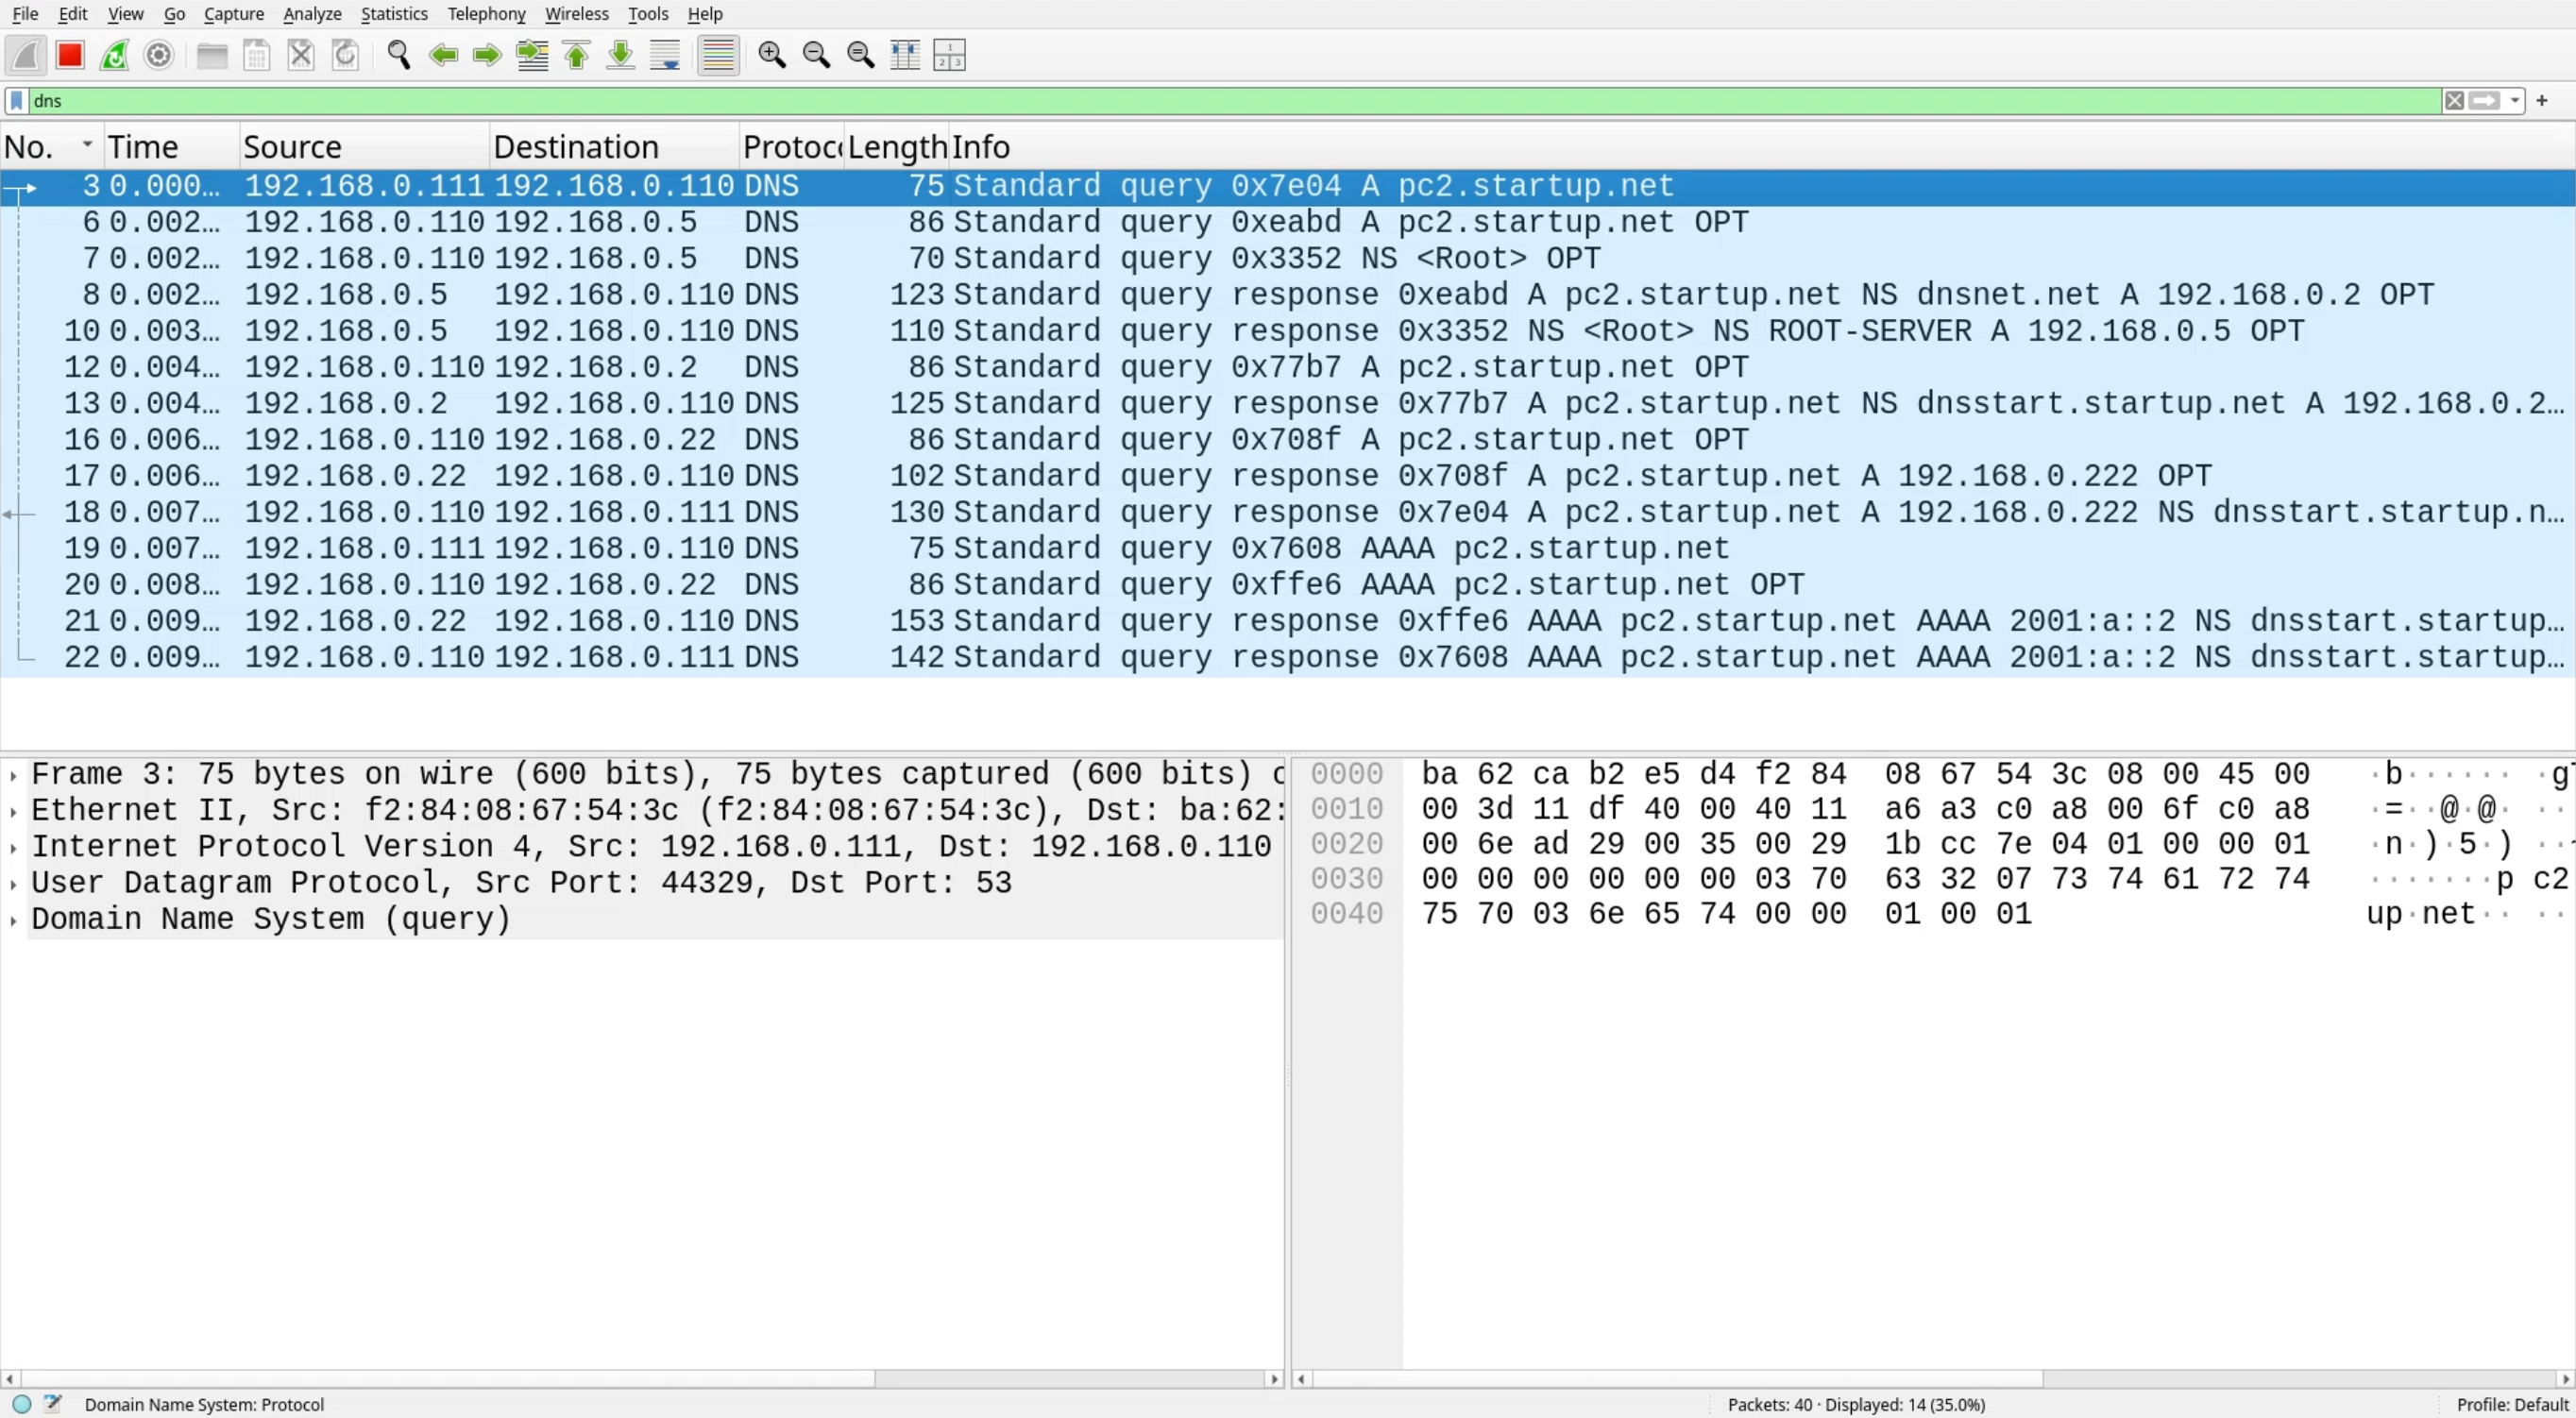 File Edit View Go Capture Analyze Statistics Telephony Wireless Tools Help
dns
No. Time Source Destination Protoc Length Info
3 0.000… 192.168.0.111 192.168.0.110 DNS 75 Standard query 0x7e04 A pc2.startup.net
6 0.002… 192.168.0.110 192.168.0.5 DNS 86 Standard query 0xeabd A pc2.startup.net OPT
7 0.002… 192.168.0.110 192.168.0.5 DNS 70 Standard query 0x3352 NS <Root> OPT
8 0.002… 192.168.0.5 192.168.0.110 DNS 123 Standard query response 0xeabd A pc2.startup.net NS dnsnet.net A 192.168.0.2 OPT
10 0.003… 192.168.0.5 192.168.0.110 DNS 110 Standard query response 0x3352 NS <Root> NS ROOT-SERVER A 192.168.0.5 OPT
12 0.004… 192.168.0.110 192.168.0.2 DNS 86 Standard query 0x77b7 A pc2.startup.net OPT
13 0.004… 192.168.0.2 192.168.0.110 DNS 125 Standard query response 0x77b7 A pc2.startup.net NS dnsstart.startup.net A 192.168.0.2…
16 0.006… 192.168.0.110 192.168.0.22 DNS 86 Standard query 0x708f A pc2.startup.net OPT
17 0.006… 192.168.0.22 192.168.0.110 DNS 102 Standard query response 0x708f A pc2.startup.net A 192.168.0.222 OPT
18 0.007… 192.168.0.110 192.168.0.111 DNS 130 Standard query response 0x7e04 A pc2.startup.net A 192.168.0.222 NS dnsstart.startup.n…
19 0.007… 192.168.0.111 192.168.0.110 DNS 75 Standard query 0x7608 AAAA pc2.startup.net
20 0.008… 192.168.0.110 192.168.0.22 DNS 86 Standard query 0xffe6 AAAA pc2.startup.net OPT
21 0.009… 192.168.0.22 192.168.0.110 DNS 153 Standard query response 0xffe6 AAAA pc2.startup.net AAAA 2001:a::2 NS dnsstart.startup…
22 0.009… 192.168.0.110 192.168.0.111 DNS 142 Standard query response 0x7608 AAAA pc2.startup.net AAAA 2001:a::2 NS dnsstart.startup…
Frame 3: 75 bytes on wire (600 bits), 75 bytes captured (600 bits) o
Ethernet II, Src: f2:84:08:67:54:3c (f2:84:08:67:54:3c), Dst: ba:62:
Internet Protocol Version 4, Src: 192.168.0.111, Dst: 192.168.0.110
User Datagram Protocol, Src Port: 44329, Dst Port: 53
Domain Name System (query)
0000 ba 62 ca b2 e5 d4 f2 84 08 67 54 3c 08 00 45 00 ·b······ ·gT
0010 00 3d 11 df 40 00 40 11 a6 a3 c0 a8 00 6f c0 a8 ·=··@·@· ··
0020 00 6e ad 29 00 35 00 29 1b cc 7e 04 01 00 00 01 ·n·)·5·) ··~
0030 00 00 00 00 00 00 03 70 63 32 07 73 74 61 72 74 ·······p c2
0040 75 70 03 6e 65 74 00 00 01 00 01 up·net·· ··
Domain Name System: Protocol
Packets: 40 · Displayed: 14 (35.0%)
Profile: Default